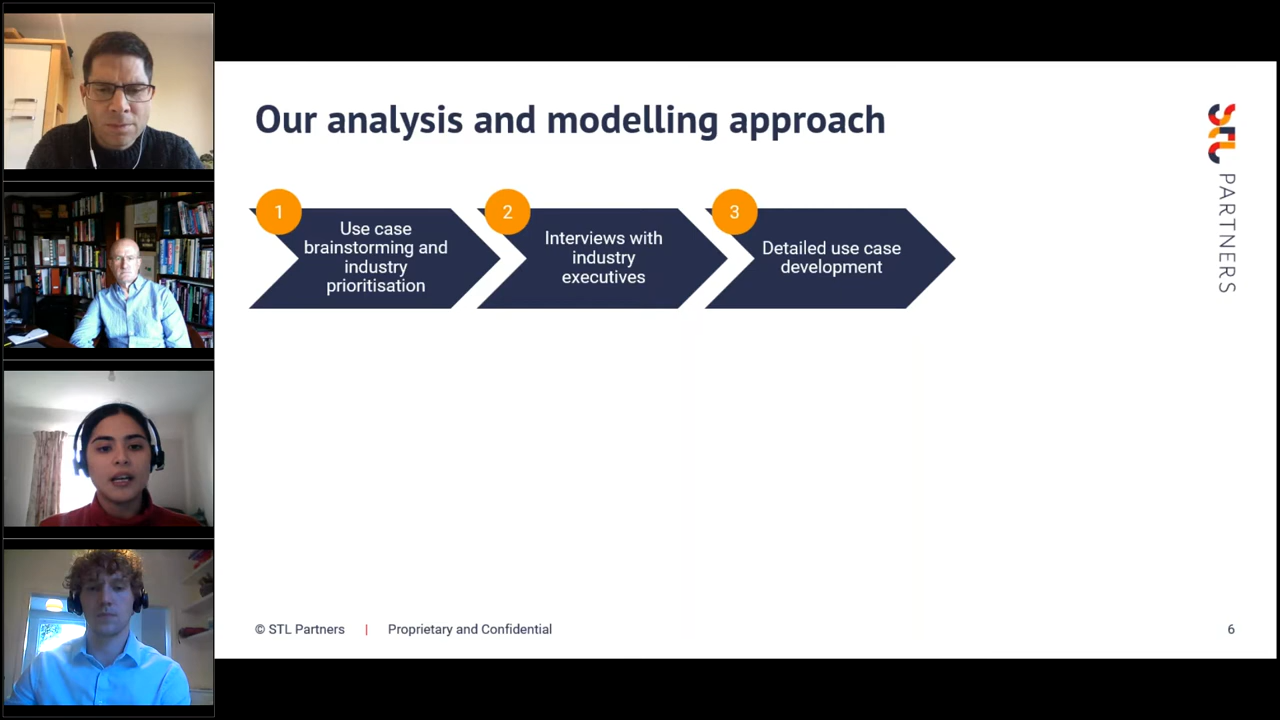 Our analysis and modelling approach
1
Use case
brainstorming and
industry
prioritisation
2
Interviews with
industry
executives
3
Detailed use case
development
STL PARTNERS
© STL Partners | Proprietary and Confidential
6